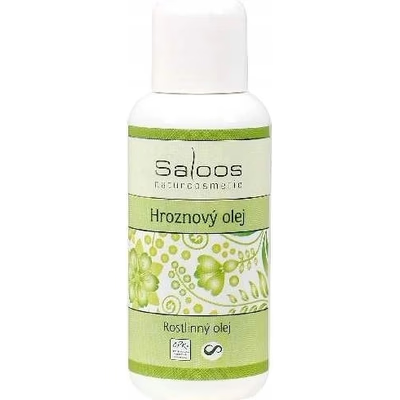 Saloos
naturcosmetic
Hroznový olej
Rostlinný olej